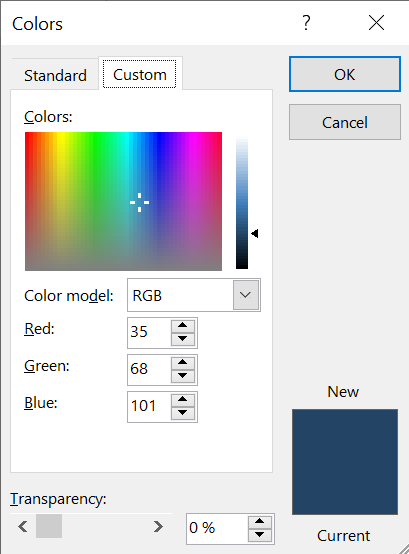 Colors
?
Standard
Custom
OK
Cancel
Colors:
Color model:
RGB
Red:
35
Green:
68
Blue:
101
New
Current
Transparency:
0 %